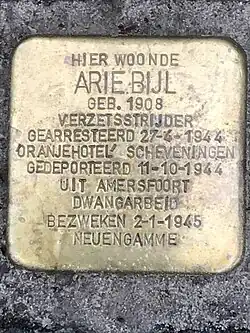 HIER WOONDE
ARIE BIJL
GEB. 1908
VERZETSSTRIJDER
GEARRESTEERD 27-4-1944
'ORANJEHOTEL' SCHEVENINGEN
GEDEPORTEERD 11-10-1944
UIT AMERSFOORT
DWANGARBEID
BEZWEKEN 2-1-1945
NEUENGAMME